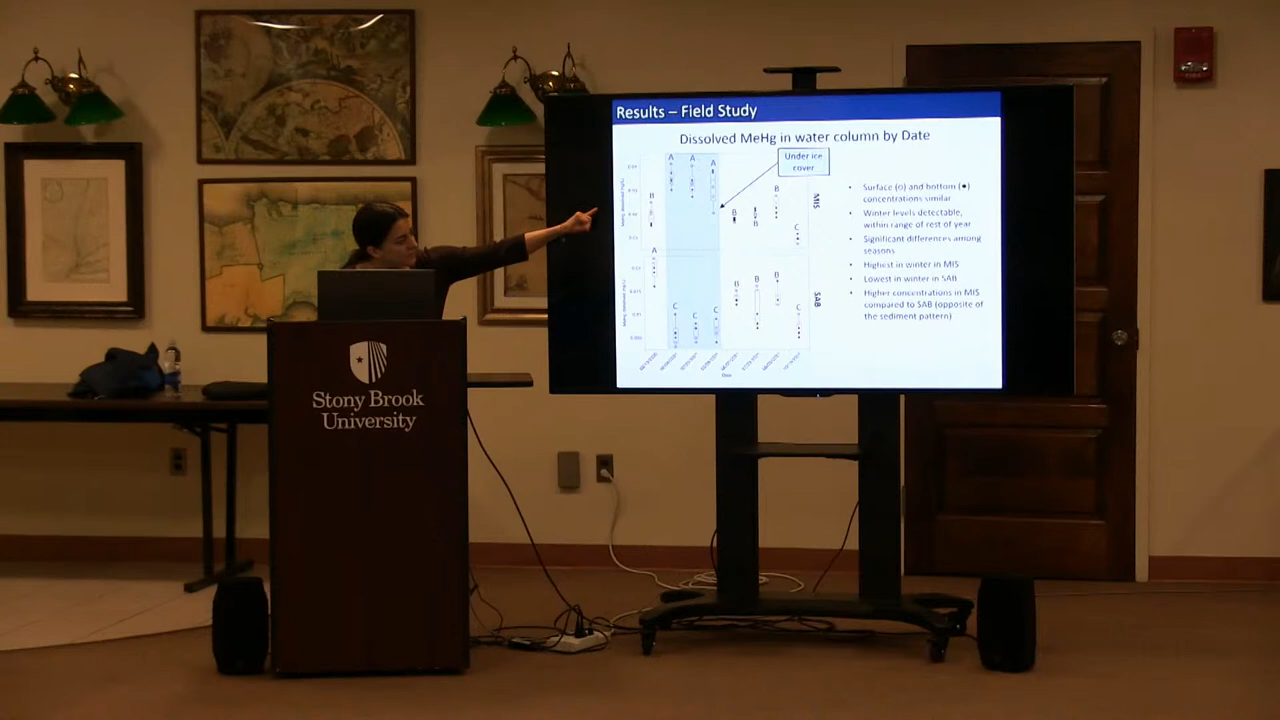 Results – Field Study
Dissolved MeHg in water column by Date
Under ice
cover
A
A
A
B
B
B
B
C
MIS
A
C
C
C
B
B
B
C
SAB
Date
• Surface (o) and bottom (•)
concentrations similar
• Winter levels detectable,
within range of rest of year
• Significant differences among
seasons
• Highest in winter in MIS
• Lowest in winter in SAB
• Higher concentrations in MIS
compared to SAB (opposite of
the sediment pattern)
Stony Brook
University